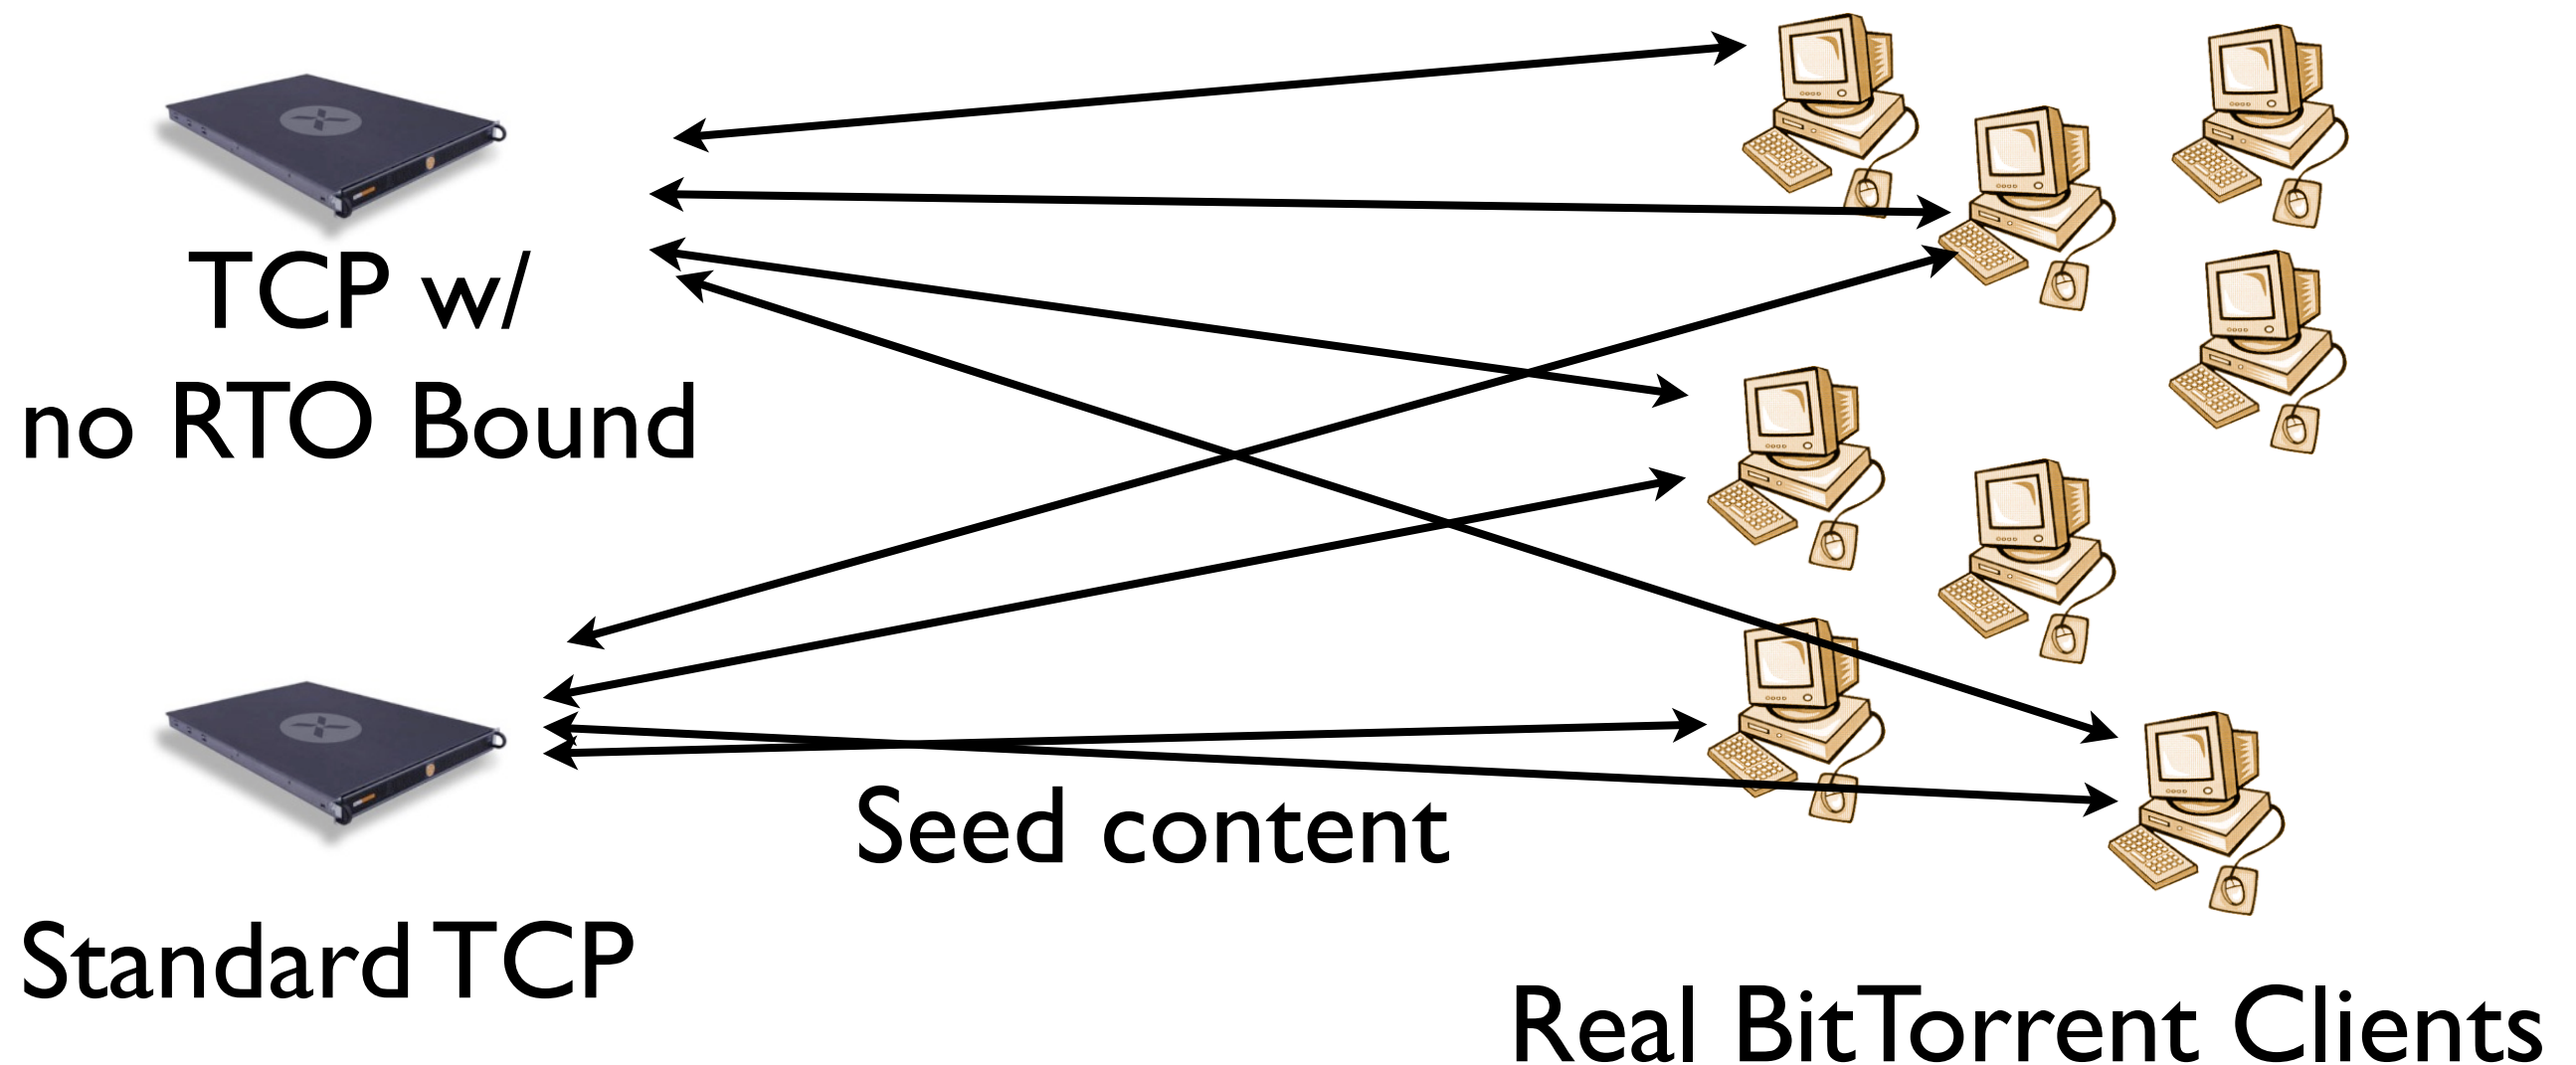 TCP w/
no RTO Bound
Seed content
Standard TCP
Real BitTorrent Clients